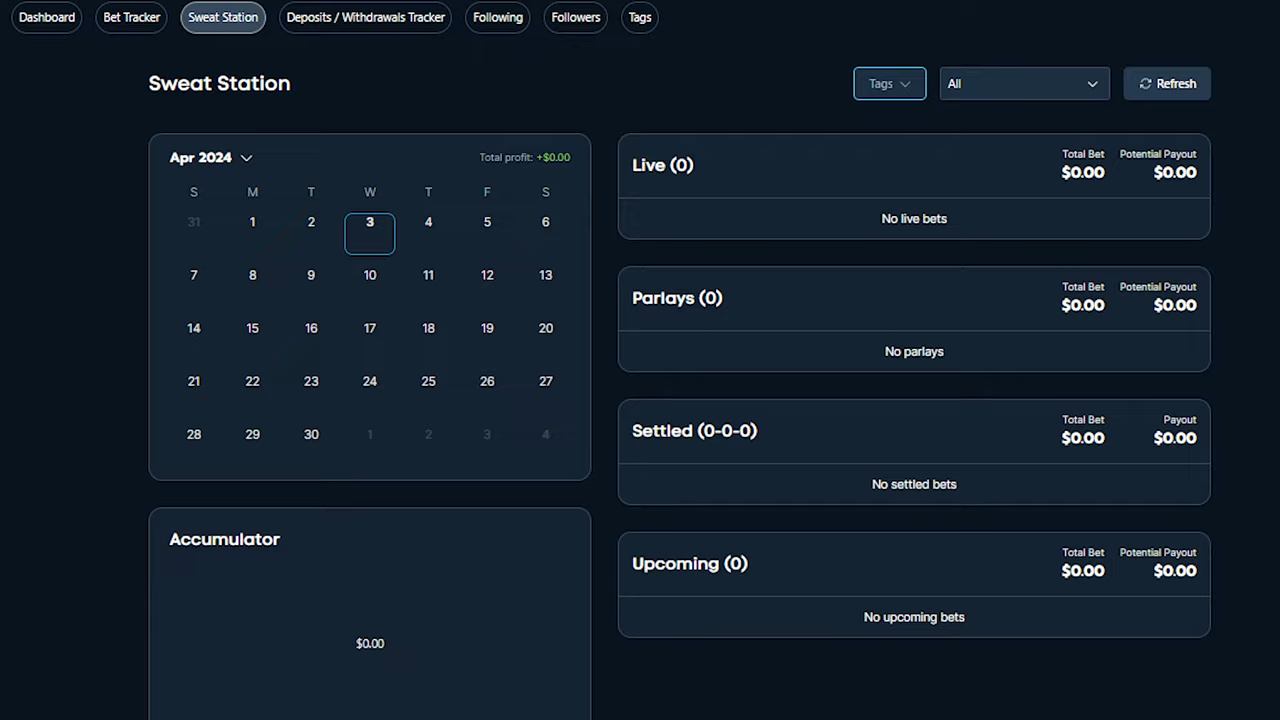 Dashboard Bet Tracker Sweat Station Deposits / Withdrawals Tracker Following Followers Tags
Sweat Station
Tags All Refresh
Apr 2024 Total profit: +$0.00
S M T W T F S
31 1 2 3 4 5 6
7 8 9 10 11 12 13
14 15 16 17 18 19 20
21 22 23 24 25 26 27
28 29 30 1 2 3 4
Accumulator
$0.00
Live (0)
Total Bet Potential Payout
$0.00 $0.00
No live bets
Parlays (0)
Total Bet Potential Payout
$0.00 $0.00
No parlays
Settled (0-0-0)
Total Bet Payout
$0.00 $0.00
No settled bets
Upcoming (0)
Total Bet Potential Payout
$0.00 $0.00
No upcoming bets